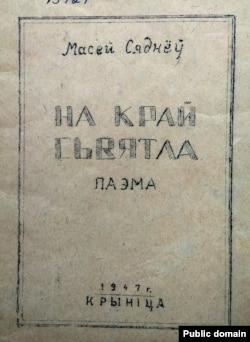 Масей Сяднёў
НА КРАЙ
СЬВЯТЛА
ПАЭМА
1947 г.
КРЫНІЦА
Public domain